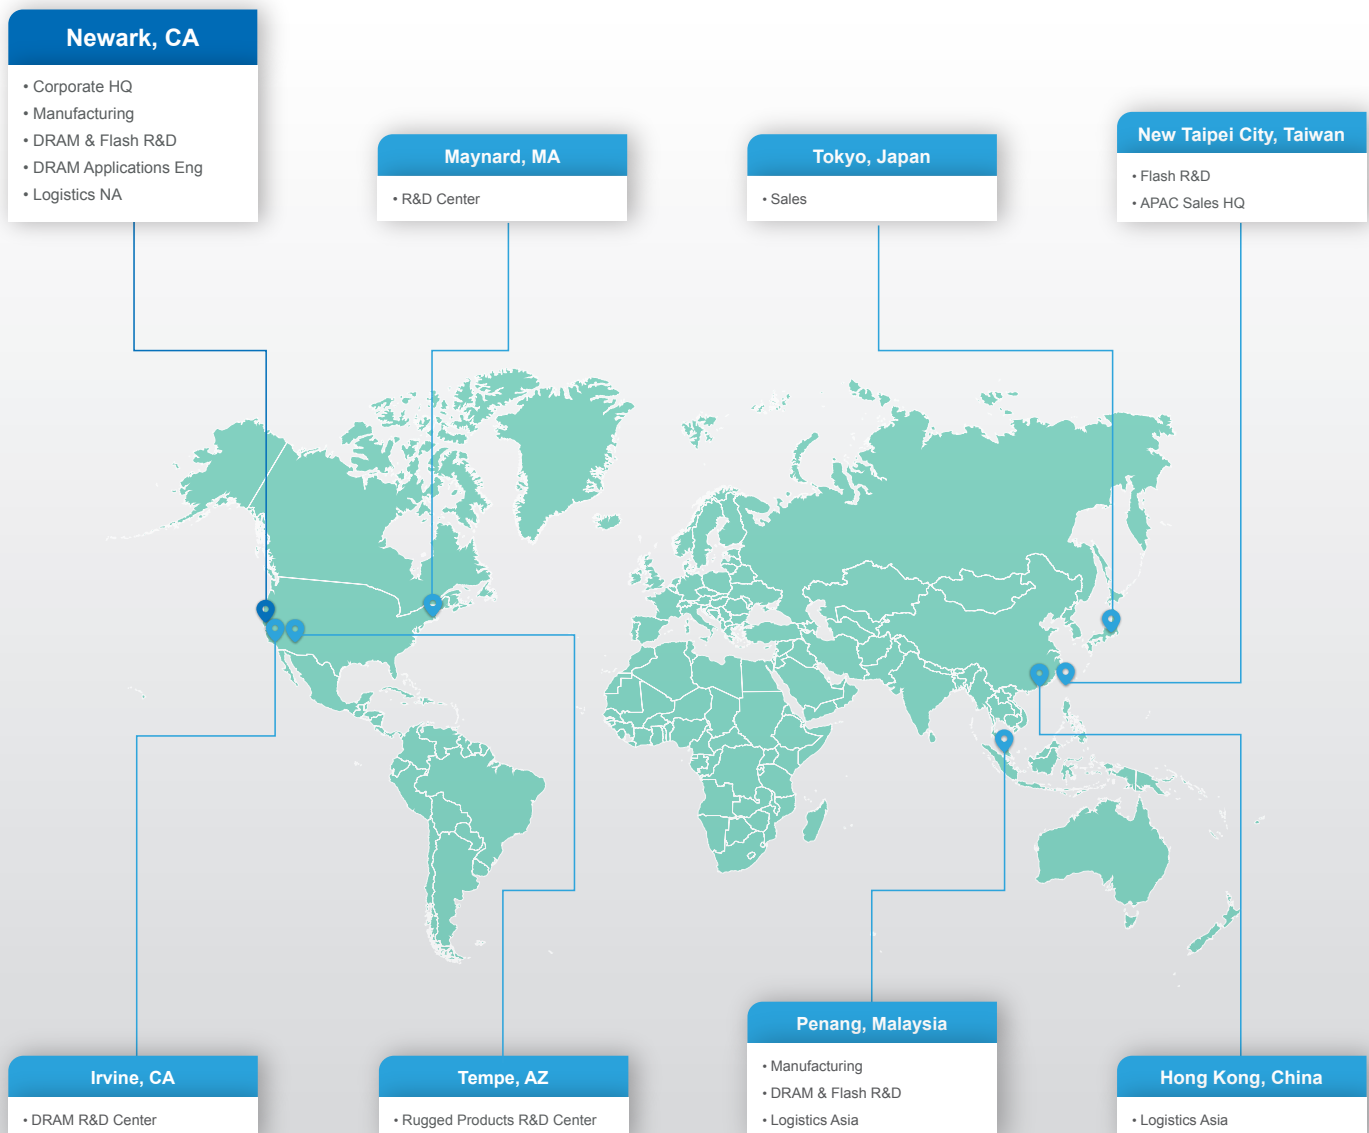 Newark, CA
• Corporate HQ
• Manufacturing
• DRAM & Flash R&D
• DRAM Applications Eng
• Logistics NA
Maynard, MA
• R&D Center
Tokyo, Japan
• Sales
New Taipei City, Taiwan
• Flash R&D
• APAC Sales HQ
Irvine, CA
• DRAM R&D Center
Tempe, AZ
• Rugged Products R&D Center
Penang, Malaysia
• Manufacturing
• DRAM & Flash R&D
• Logistics Asia
Hong Kong, China
• Logistics Asia